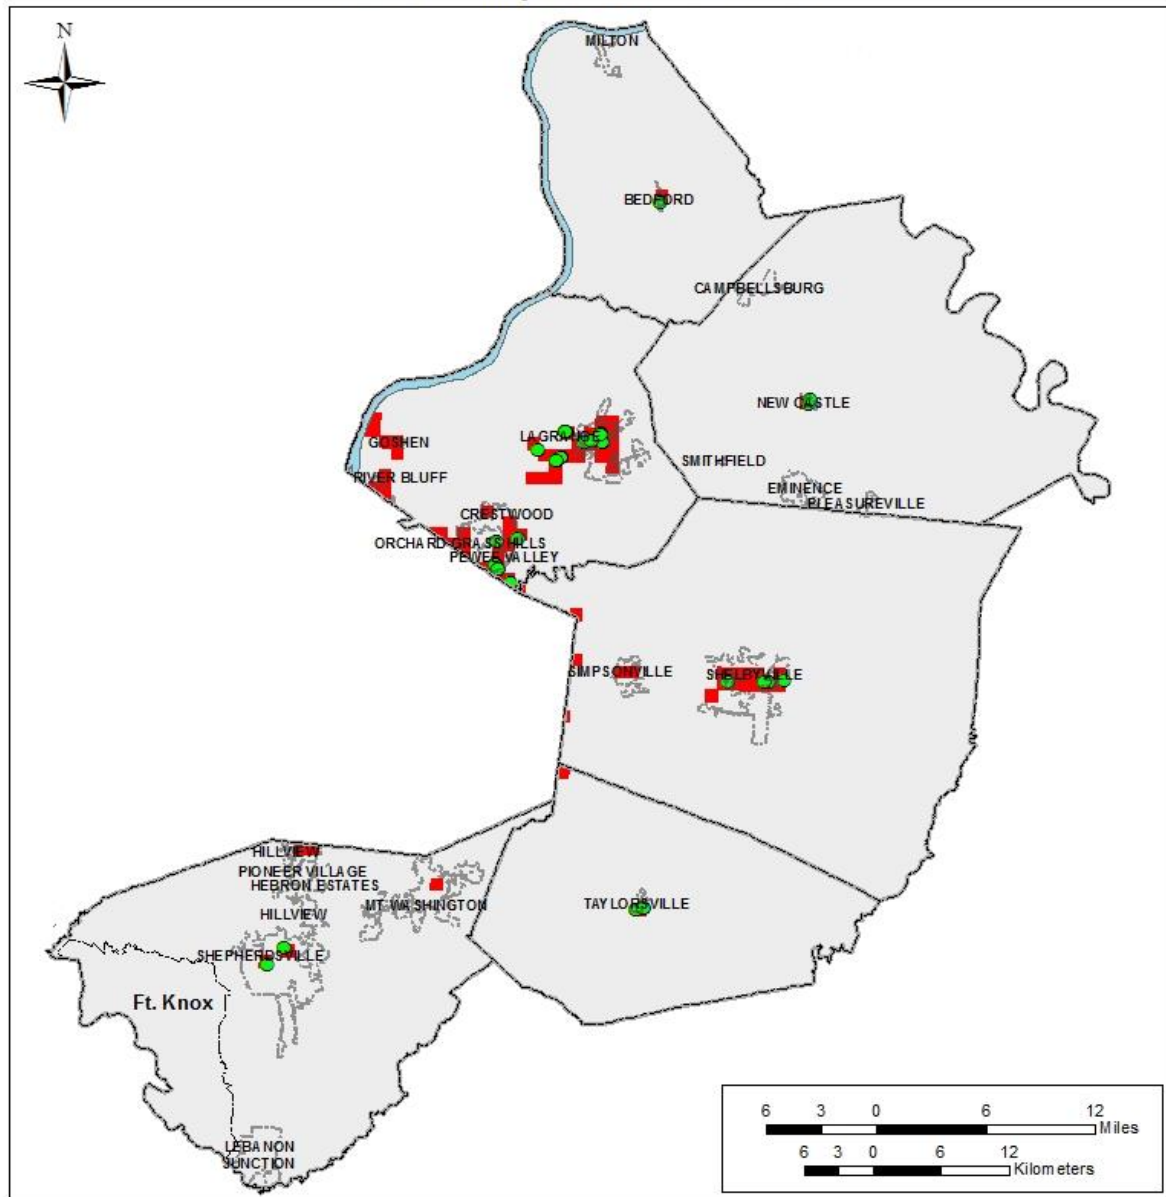 N
MILTON
BEDFORD
CAMPBELLSBURG
NEW CASTLE
LAGRANGE
GOSHEN
SMITHFIELD
RIVER BLUFF
EMINENCE
PLEASUREVILLE
CRESTWOOD
ORCHARD GRASS HILLS
PEWEE VALLEY
SIMPSONVILLE
SHELBYVILLE
HILLVIEW
PIONEER VILLAGE
HEBRON ESTATES
MT WASHINGTON
TAYLORSVILLE
HILLVIEW
SHEPHERDSVILLE
Ft. Knox
LEBANON
JUNCTION
6 3 0 6 12
Miles
6 3 0 6 12
Kilometers